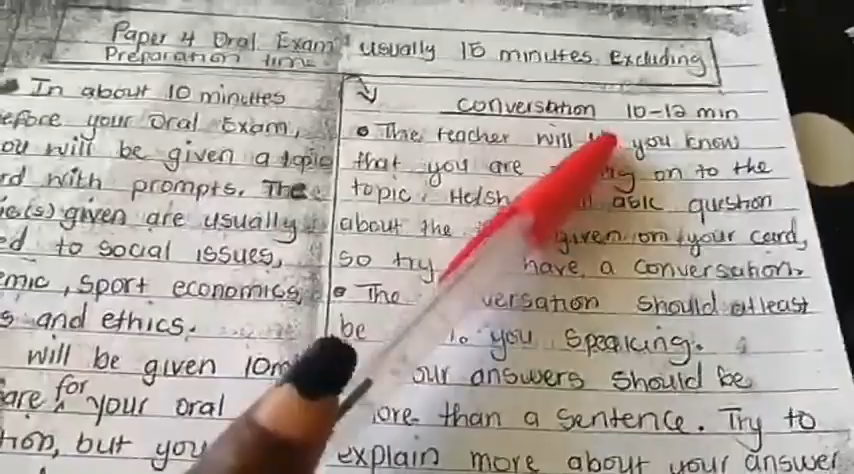 Paper 4 Oral Exam usually 15 minutes Excluding
Preparation time
In about 10 minutes
efore your Oral Exam,
ou will be given a topic
rd with prompts. The
ic(s) given are usually
ed to social issues,
emic, sport economics,
s and ethics.
will be given 10m
are for your oral
tion, but you
Conversation 10-12 min
The teacher will you know
that you are on to the
topic. He/sh ask question
about the given on your card,
so try have a conversation.
The versation should atleast
be you speaking.
our answers should be
ore than a sentence. Try to
explain more about your answer